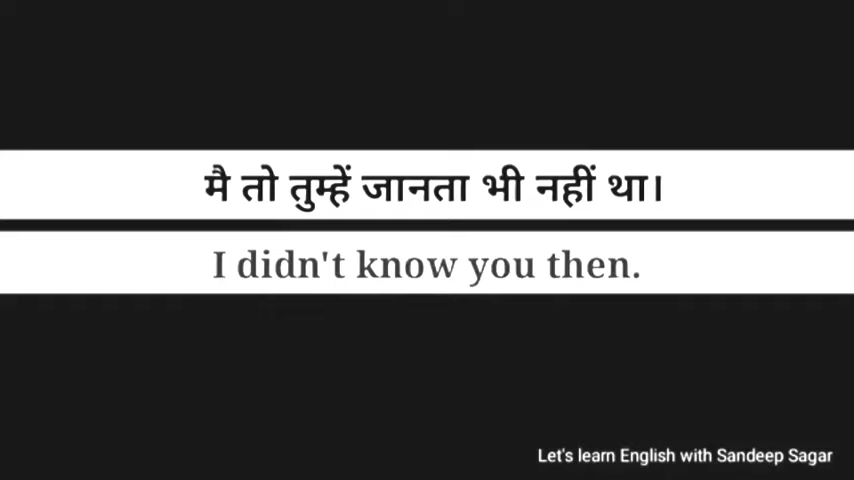 मै तो तुम्हें जानता भी नहीं था।
I didn't know you then.
Let's learn English with Sandeep Sagar